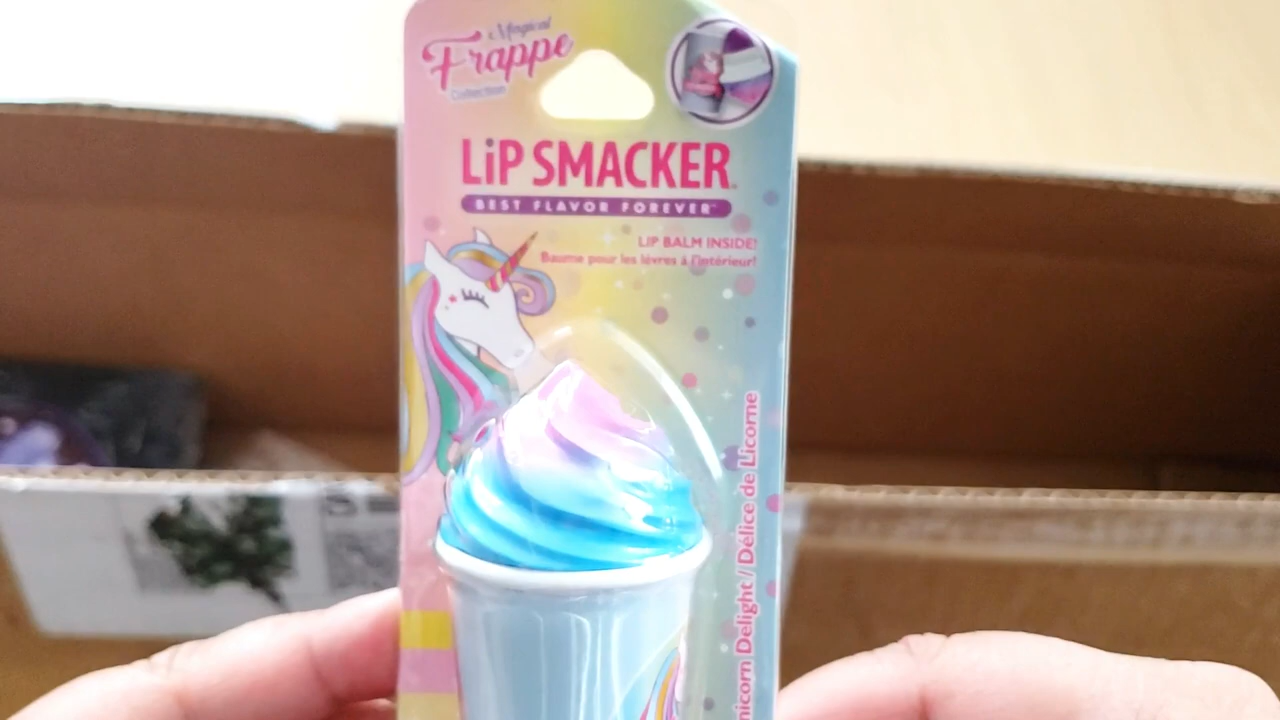 Magical
Frappe
Collection
LiP SMACKER
BEST FLAVOR FOREVER™
LIP BALM INSIDE!
Baume pour les lèvres à l'intérieur!
nicorn Delight / Délice de Licorne